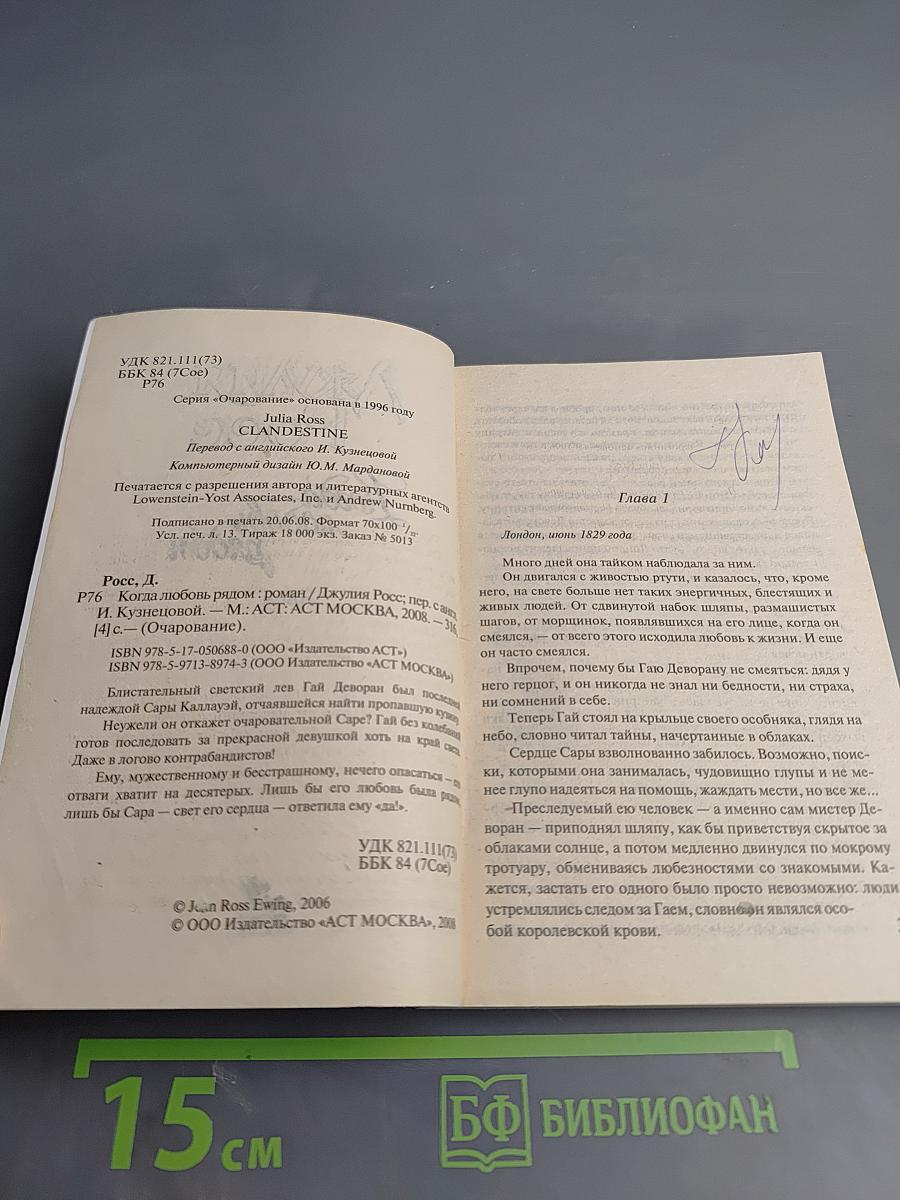 УДК 821.111(73)
ББК 84 (7Сое)
Р76
Серия «Очарование» основана в 1996 году
Julia Ross
CLANDESTINE
Перевод с английского И. Кузнецовой
Компьютерный дизайн Ю.М. Мардановой
Печатается с разрешения автора и литературных агентств
Lowenstein-Yost Associates, Inc. и Andrew Nurnberg.
Подписано в печать 20.06.08. Формат 70x100 1/32.
Усл. печ. л. 13. Тираж 18 000 экз. Заказ № 5013
Росс, Д.
Р76 Когда любовь рядом : роман / Джулия Росс; пер. с англ.
И. Кузнецовой. — М.: АСТ: АСТ МОСКВА, 2008. — 316,
[4] с.— (Очарование).
ISBN 978-5-17-050688-0 (ООО «Издательство АСТ»)
ISBN 978-5-9713-8974-3 (ООО Издательство «АСТ МОСКВА»)
Блистательный светский лев Гай Деворан был последней
надеждой Сары Каллауэй, отчаявшейся найти пропавшую кузину.
Неужели он откажет очаровательной Саре? Гай без колебаний
готов последовать за прекрасной девушкой хоть на край света.
Даже в логово контрабандистов!
Ему, мужественному и бесстрашному, нечего опасаться — его
отваги хватит на десятерых. Лишь бы его любовь была рядом,
лишь бы Сара — свет его сердца — ответила ему «да!».
УДК 821.111(73)
ББК 84 (7Сое)
© Jean Ross Ewing, 2006
© ООО Издательство «АСТ МОСКВА», 2008
Глава 1
Лондон, июнь 1829 года
Много дней она тайком наблюдала за ним.
Он двигался с живостью ртути, и казалось, что, кроме
него, на свете больше нет таких энергичных, блестящих и
живых людей. От сдвинутой набок шляпы, размашистых
шагов, от морщинок, появлявшихся на его лице, когда он
смеялся, — от всего этого исходила любовь к жизни. И еще
он часто смеялся.
Впрочем, почему бы Гаю Деворану не смеяться: дядя у
него герцог, и он никогда не знал ни бедности, ни страха,
ни сомнений в себе.
Теперь Гай стоял на крыльце своего особняка, глядя на
небо, словно читал тайны, начертанные в облаках.
Сердце Сары взволнованно забилось. Возможно, поис-
ки, которыми она занималась, чудовищно глупы и не ме-
нее глупо надеяться на помощь, жаждать мести, но все же...
Преследуемый ею человек — а именно сам мистер Де-
воран — приподнял шляпу, как бы приветствуя скрытое за
облаками солнце, а потом медленно двинулся по мокрому
тротуару, обмениваясь любезностями со знакомыми. Ка-
жется, застать его одного было просто невозможно: люди
устремлялись следом за Гаем, словно он являлся осо-
бой королевской крови.
15 см
БФ БИБЛИОФАН